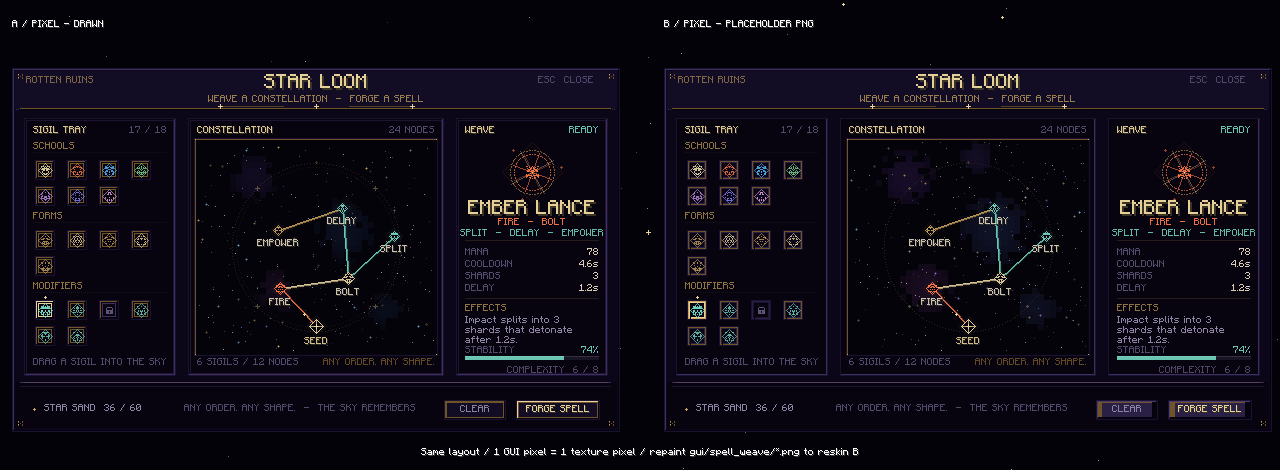 A / PIXEL - DRAWN
ROTTEN RUINS
STAR LOOM
ESC CLOSE
WEAVE A CONSTELLATION - FORGE A SPELL
SIGIL TRAY 17 / 18
SCHOOLS
FORMS
MODIFIERS
DRAG A SIGIL INTO THE SKY
CONSTELLATION 24 NODES
DELAY
EMPOWER
SPLIT
BOLT
FIRE
SEED
6 SIGILS / 12 NODES ANY ORDER. ANY SHAPE.
WEAVE READY
EMBER LANCE
FIRE - BOLT
SPLIT - DELAY - EMPOWER
MANA 78
COOLDOWN 4.6s
SHARDS 3
DELAY 1.2s
EFFECTS
Impact splits into 3
shards that detonate
after 1.2s.
STABILITY 74%
COMPLEXITY 6 / 8
STAR SAND 36 / 60
ANY ORDER. ANY SHAPE. - THE SKY REMEMBERS
CLEAR
FORGE SPELL
B / PIXEL - PLACEHOLDER PNG
ROTTEN RUINS
STAR LOOM
ESC CLOSE
WEAVE A CONSTELLATION - FORGE A SPELL
SIGIL TRAY 17 / 18
SCHOOLS
FORMS
MODIFIERS
DRAG A SIGIL INTO THE SKY
CONSTELLATION 24 NODES
DELAY
EMPOWER
SPLIT
BOLT
FIRE
SEED
6 SIGILS / 12 NODES ANY ORDER. ANY SHAPE.
WEAVE READY
EMBER LANCE
FIRE - BOLT
SPLIT - DELAY - EMPOWER
MANA 78
COOLDOWN 4.6s
SHARDS 3
DELAY 1.2s
EFFECTS
Impact splits into 3
shards that detonate
after 1.2s.
STABILITY 74%
COMPLEXITY 6 / 8
STAR SAND 36 / 60
ANY ORDER. ANY SHAPE. - THE SKY REMEMBERS
CLEAR
FORGE SPELL
Same layout / 1 GUI pixel = 1 texture pixel / repaint gui/spell_weave/*.png to reskin B